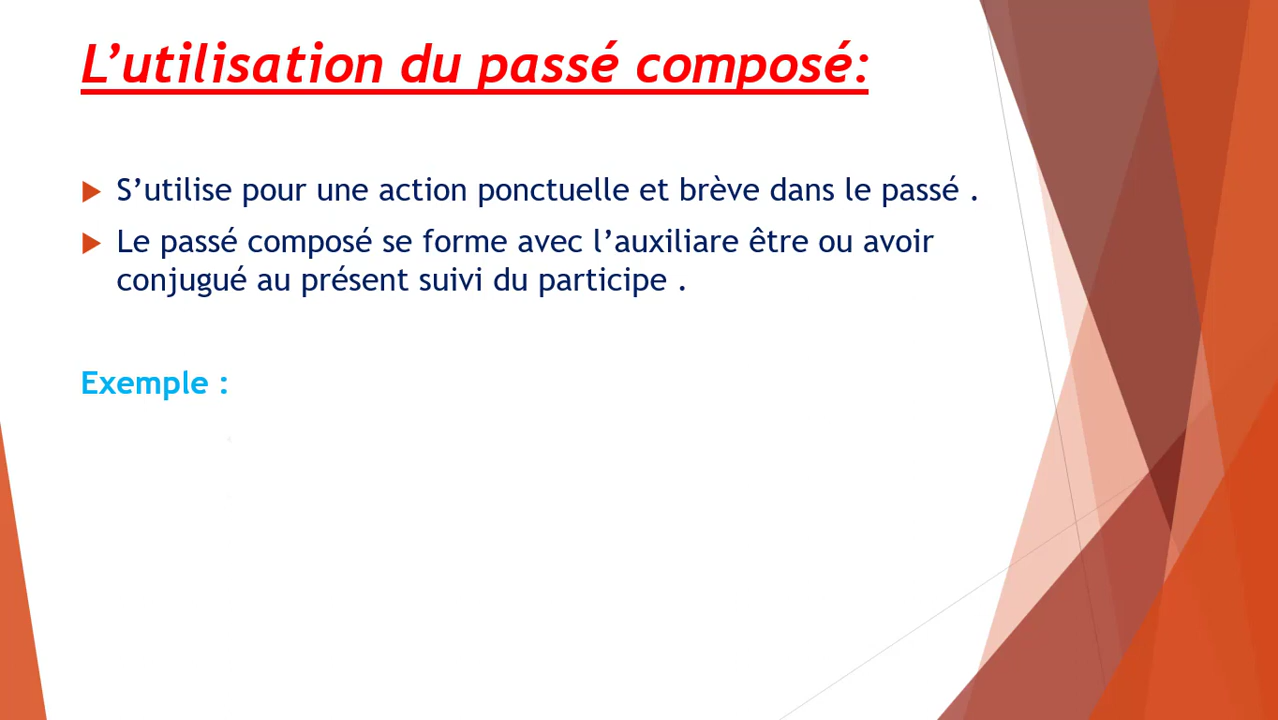 L’utilisation du passé composé:
S’utilise pour une action ponctuelle et brève dans le passé .
Le passé composé se forme avec l’auxiliare être ou avoir
conjugué au présent suivi du participe .
Exemple :